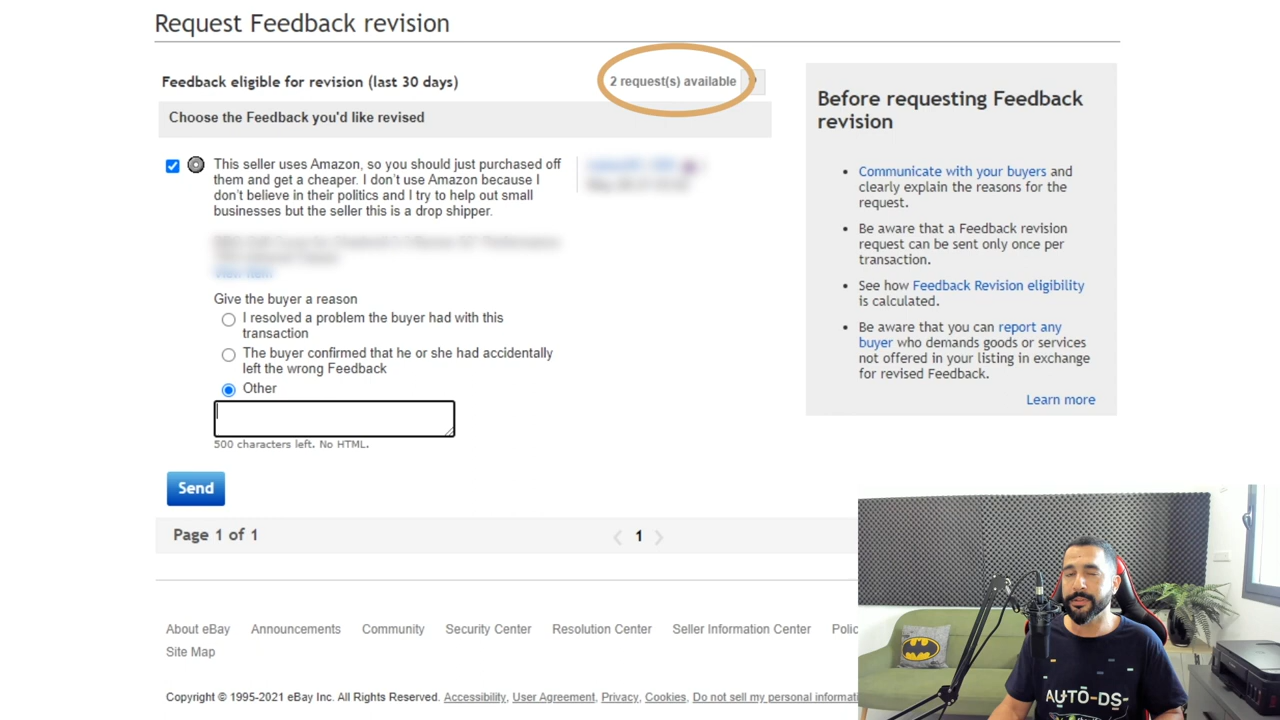 Request Feedback revision
Feedback eligible for revision (last 30 days)
2 request(s) available
Choose the Feedback you'd like revised
This seller uses Amazon, so you should just purchased off
them and get a cheaper. I don't use Amazon because I
don't believe in their politics and I try to help out small
businesses but the seller this is a drop shipper.
View Item
Give the buyer a reason
I resolved a problem the buyer had with this
transaction
The buyer confirmed that he or she had accidentally
left the wrong Feedback
Other
500 characters left. No HTML.
Send
Page 1 of 1
1
Before requesting Feedback
revision
Communicate with your buyers and
clearly explain the reasons for the
request.
Be aware that a Feedback revision
request can be sent only once per
transaction.
See how Feedback Revision eligibility
is calculated.
Be aware that you can report any
buyer who demands goods or services
not offered in your listing in exchange
for revised Feedback.
Learn more
About eBay Announcements Community Security Center Resolution Center Seller Information Center Polic
Site Map
Copyright © 1995-2021 eBay Inc. All Rights Reserved. Accessibility, User Agreement, Privacy, Cookies, Do not sell my personal informati
AUTO-DS-